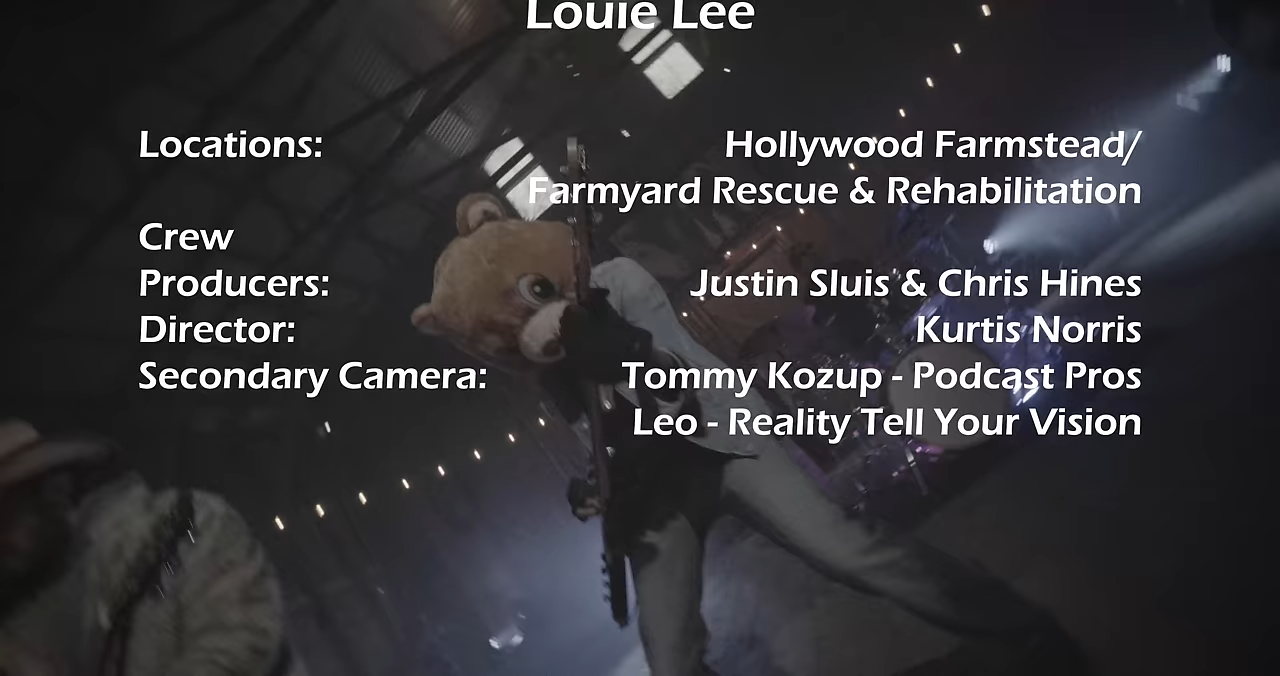 Louie Lee
Locations: Hollywood Farmstead/
Farmyard Rescue & Rehabilitation
Crew
Producers: Justin Sluis & Chris Hines
Director: Kurtis Norris
Secondary Camera: Tommy Kozup - Podcast Pros
Leo - Reality Tell Your Vision